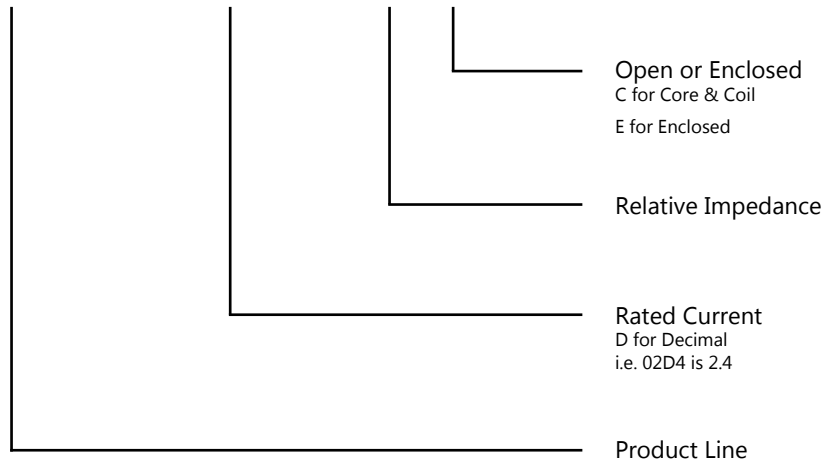 Open or Enclosed
C for Core & Coil
E for Enclosed
Relative Impedance
Rated Current
D for Decimal
i.e. 02D4 is 2.4
Product Line